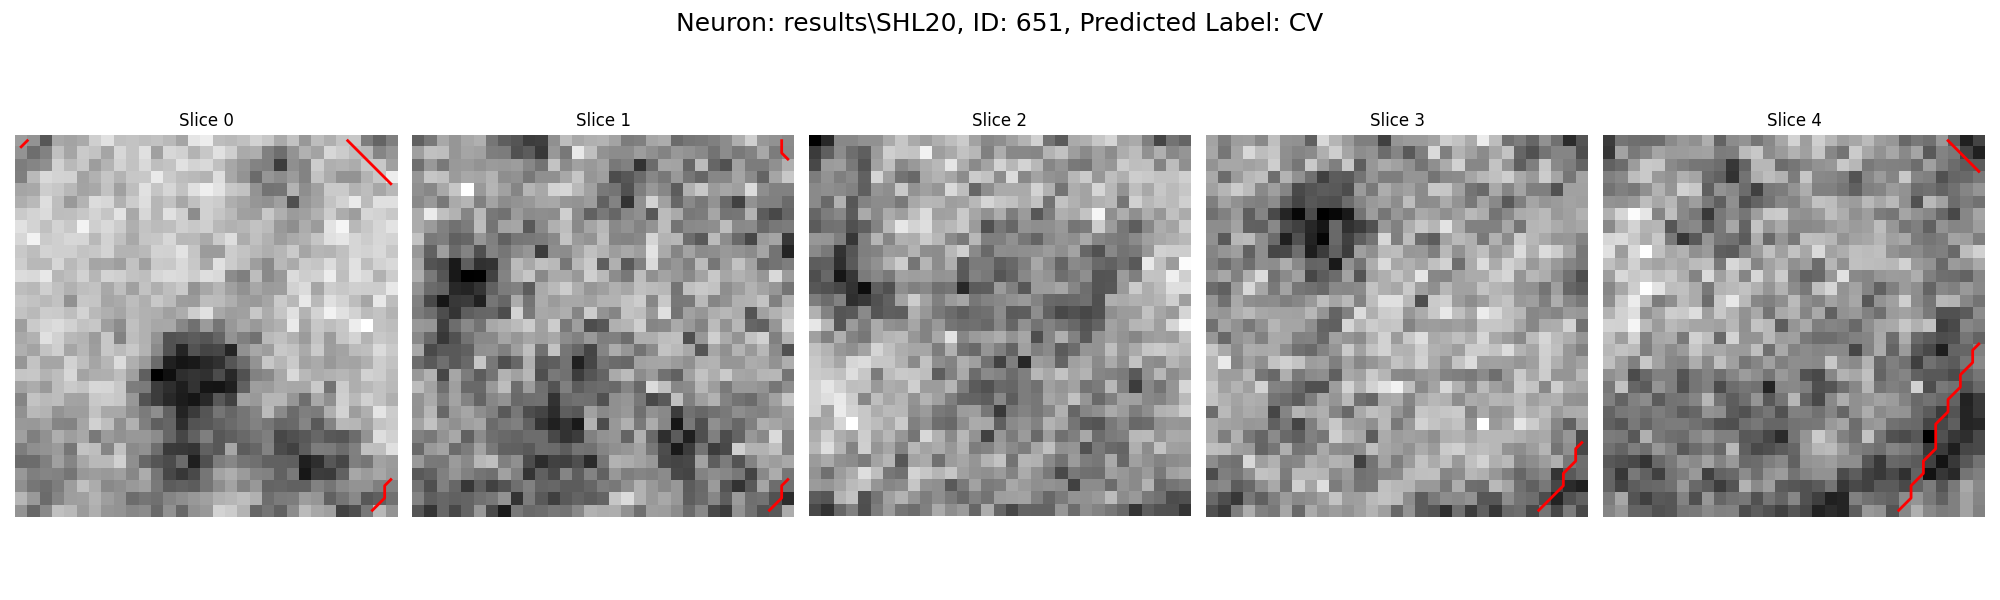 Neuron: results\SHL20, ID: 651, Predicted Label: CV
Slice 0
Slice 1
Slice 2
Slice 3
Slice 4